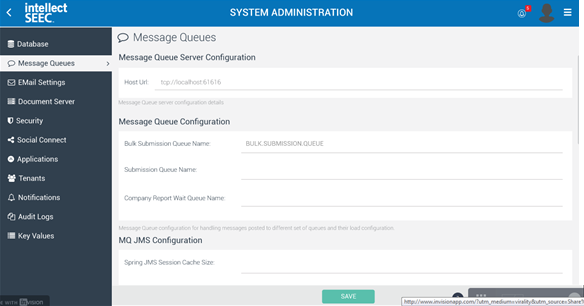 intellect
SEEC
SYSTEM ADMINISTRATION
Database
Message Queues
EMail Settings
Document Server
Security
Social Connect
Applications
Tenants
Notifications
Audit Logs
Key Values
Message Queues
Message Queue Server Configuration
Host Url: tcp://localhost:61616
Message Queue server configuration details.
Message Queue Configuration
Bulk Submission Queue Name: BULK.SUBMISSION.QUEUE
Submission Queue Name:
Company Report Wait Queue Name:
Message Queue configuration for handling messages posted to different set of queues and their load configuration.
MQ JMS Configuration
Spring JMS Session Cache Size:
SAVE
WITH invision
http://www.invisionapp.com/?utm_medium=virality&utm_source=Share